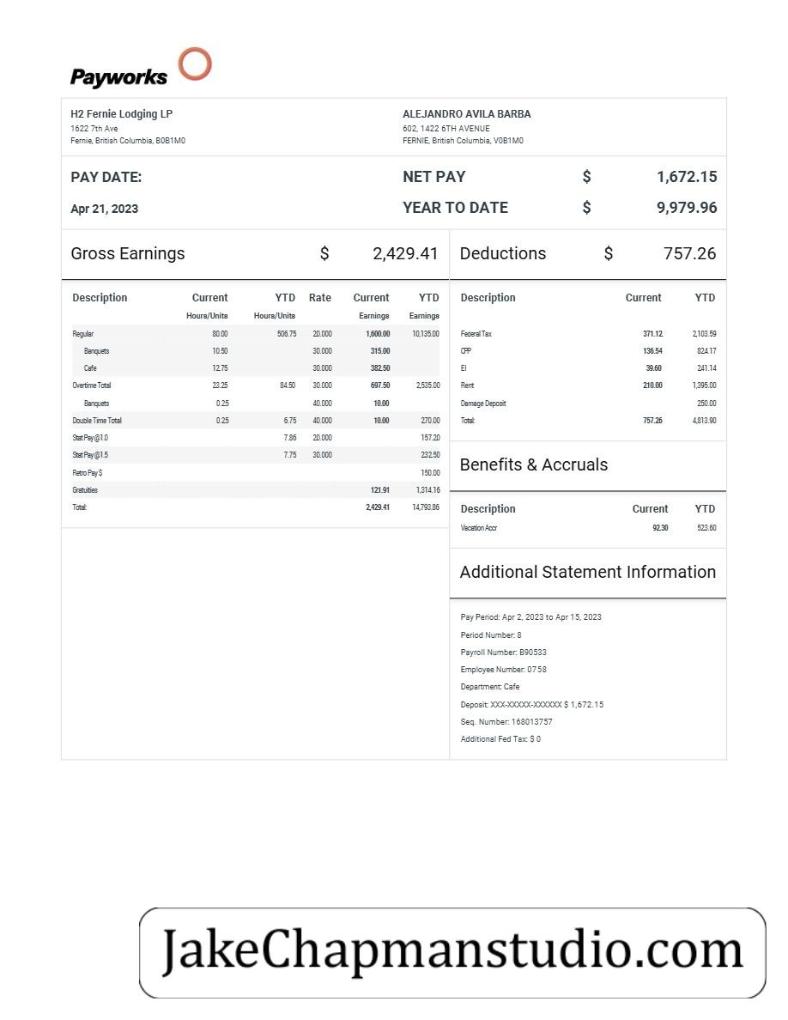 Payworks
H2 Fernie Lodging LP
1622 7th Ave
Fernie, British Columbia, B0B1M0
ALEJANDRO AVILA BARBA
602, 1422 6TH AVENUE
FERNIE, British Columbia, V0B1M0
PAY DATE:
Apr 21, 2023
NET PAY $ 1,672.15
YEAR TO DATE $ 9,979.96
Gross Earnings $ 2,429.41
Description Current YTD Rate Current YTD
Hours/Units Hours/Units Earnings Earnings
Regular 80.00 506.75 20.000 1,600.00 10,135.00
Banquets 10.50 30.000 315.00
Cafe 12.75 30.000 382.50
Overtime Total 23.25 84.50 30.000 697.50 2,535.00
Banquets 0.25 40.000 10.00
Double Time Total 0.25 6.75 40.000 10.00 270.00
Stat Pay @1.0 7.86 20.000 157.20
Stat Pay @1.5 7.75 30.000 232.50
Retro Pay $ 150.00
Gratuities 121.91 1,314.16
Total: 2,429.41 14,793.86
Deductions $ 757.26
Description Current YTD
Federal Tax 371.12 2,103.59
CPP 136.54 824.17
EI 39.60 241.14
Rent 210.00 1,395.00
Damage Deposit 250.00
Total: 757.26 4,813.90
Benefits & Accruals
Description Current YTD
Vacation Accr 92.30 523.60
Additional Statement Information
Pay Period: Apr 2, 2023 to Apr 15, 2023
Period Number: 8
Payroll Number: B90533
Employee Number: 0758
Department: Cafe
Deposit: XXX-XXXXX-XXXXXX $ 1,672.15
Seq. Number: 168013757
Additional Fed Tax: $ 0
JakeChapmanstudio.com